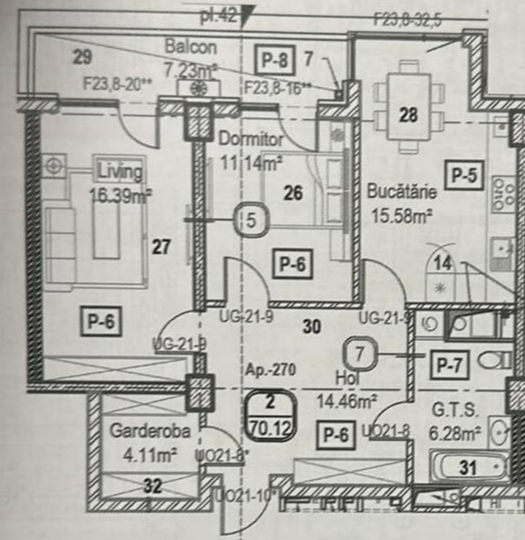 pl.42
F23,8-32,5
29
Balcon
7.23m²
P-8
7
F23,8-20**
F23,8-16**
28
Dormitor
11.14m²
Living
16.39m²
26
Bucătărie
15.58m²
P-5
5
27
P-6
14
P-6
UG-21-9
30
UG-21-9
UG-21-9
7
P-7
Ap.-270
Hol
14.46m²
2
70.12
Garderoba
4.11m²
G.T.S.
6.28m²
P-6
UO21-8
UO21-8*
31
32
UO21-10*